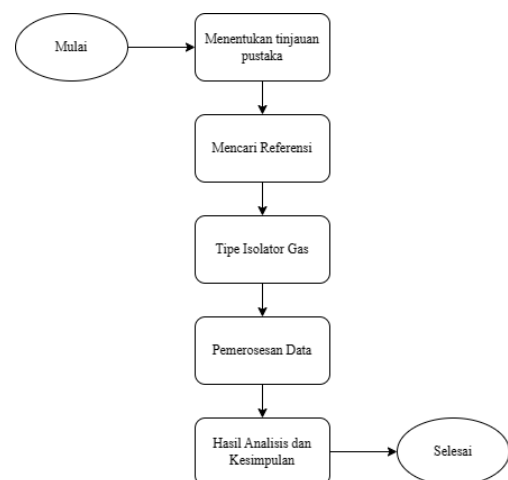 Mulai
Menentukan tinjauan
pustaka
Mencari Referensi
Tipe Isolator Gas
Pemerosesan Data
Hasil Analisis dan
Kesimpulan
Selesai